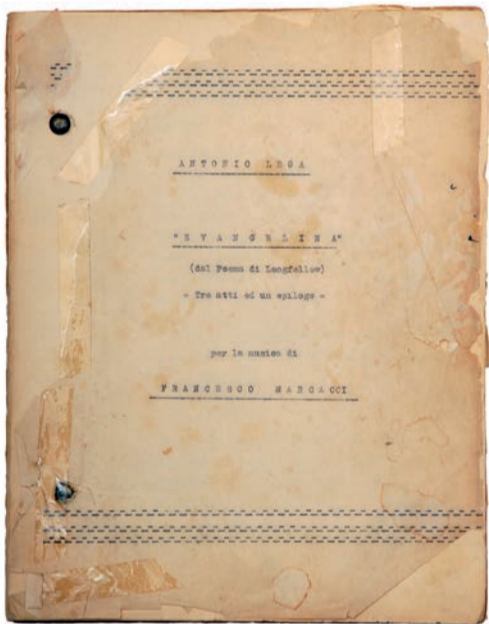 ANTONIO LEGA
"EVANGELINA"
(dal Poema di Longfellow)
- Tre atti ed un epilogo -
per la musica di
FRANCESCO MARCACCI